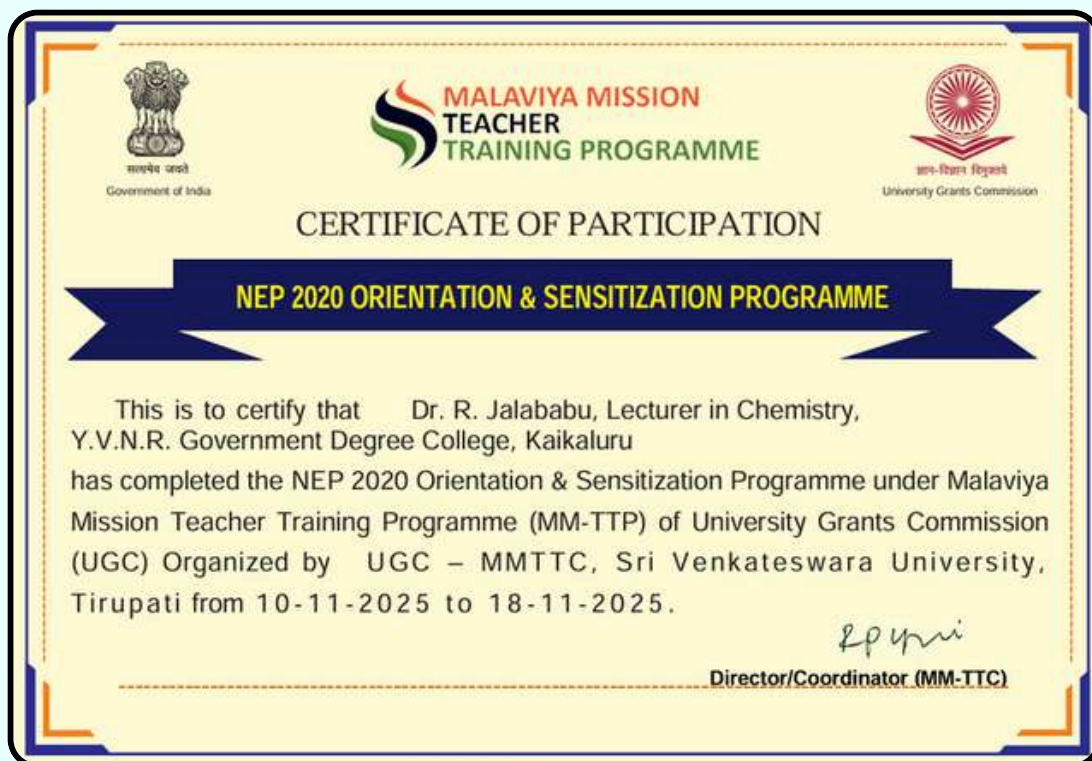 सत्यमेव जयते
Government of India
MALAVIYA MISSION
TEACHER
TRAINING PROGRAMME
ज्ञान-विज्ञान विमुक्तये
University Grants Commission
CERTIFICATE OF PARTICIPATION
NEP 2020 ORIENTATION & SENSITIZATION PROGRAMME
This is to certify that Dr. R. Jalababu, Lecturer in Chemistry,
Y.V.N.R. Government Degree College, Kaikaluru
has completed the NEP 2020 Orientation & Sensitization Programme under Malaviya
Mission Teacher Training Programme (MM-TTP) of University Grants Commission
(UGC) Organized by UGC – MMTTC, Sri Venkateswara University,
Tirupati from 10-11-2025 to 18-11-2025.
Director/Coordinator (MM-TTC)